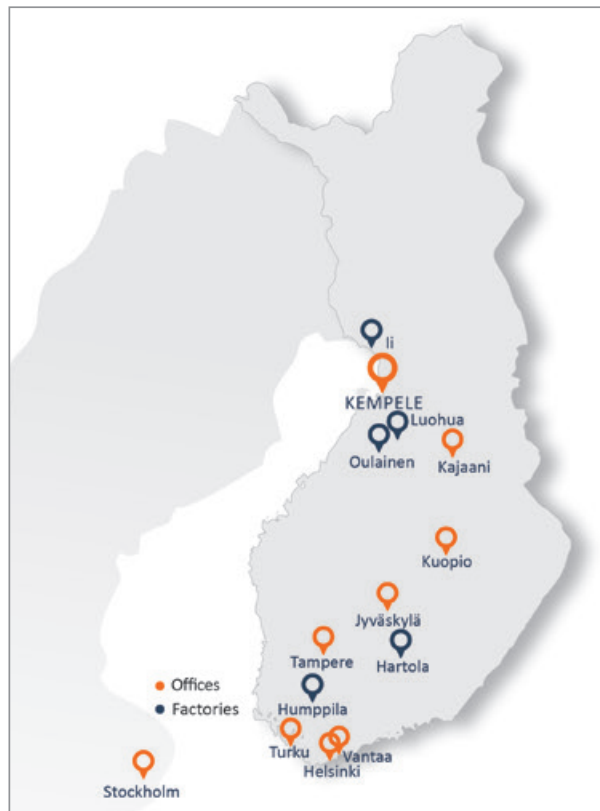 Ii
KEMPELE
Luohua
Oulainen
Kajaani
Kuopio
Jyväskylä
Tampere
Hartola
Offices
Factories
Humppila
Turku
Vantaa
Helsinki
Stockholm